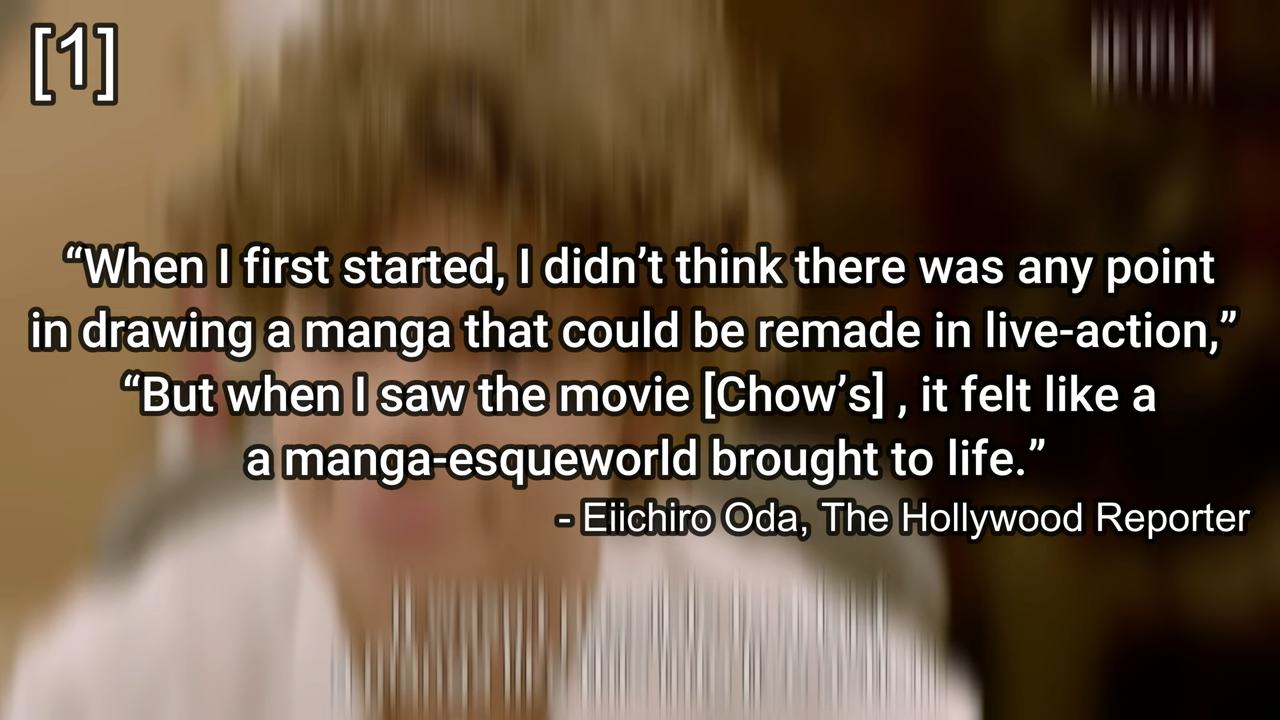 [1]
“When I first started, I didn’t think there was any point
in drawing a manga that could be remade in live-action,”
“But when I saw the movie [Chow’s] , it felt like a
a manga-esqueworld brought to life.”
- Eiichiro Oda, The Hollywood Reporter